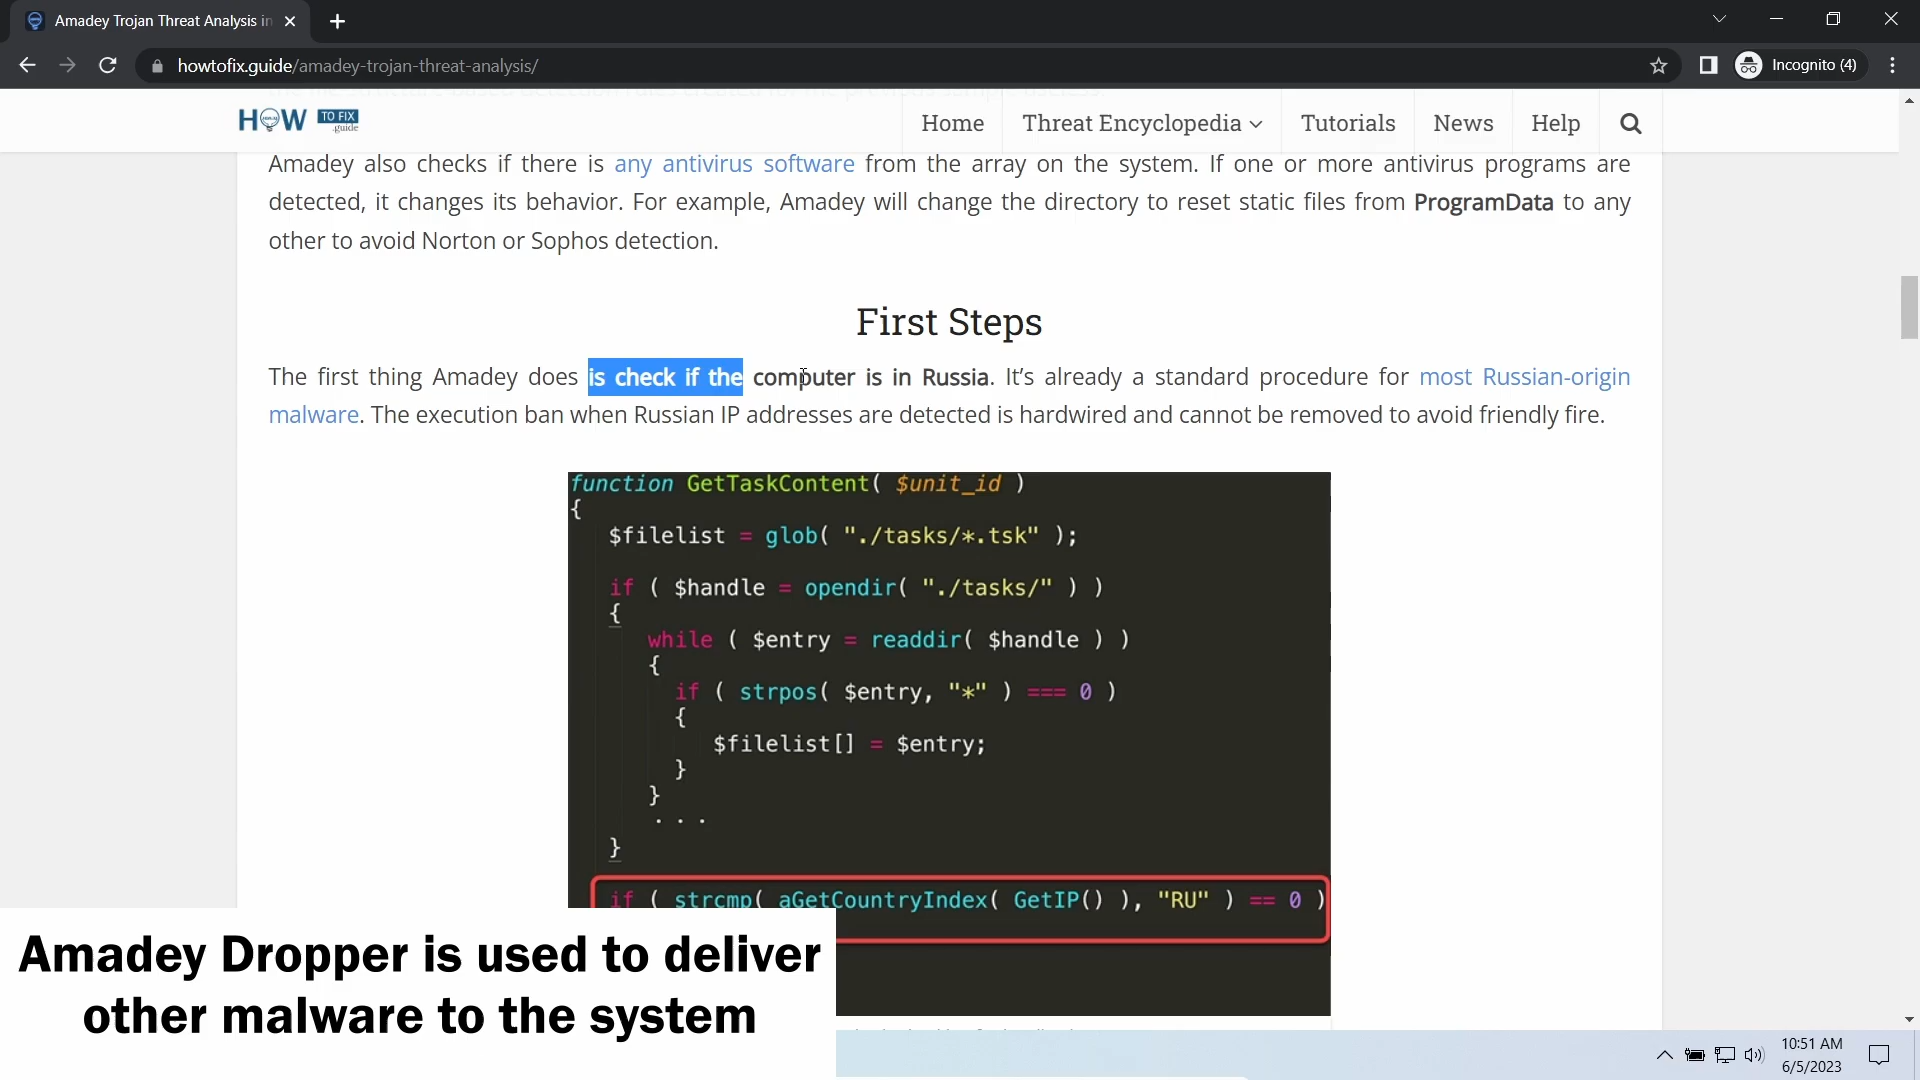 Amadey Trojan Threat Analysis in
howtofix.guide/amadey-trojan-threat-analysis/
Incognito (4)
HOW TO FIX .guide
Home Threat Encyclopedia Tutorials News Help
Amadey also checks if there is any antivirus software from the array on the system. If one or more antivirus programs are
detected, it changes its behavior. For example, Amadey will change the directory to reset static files from ProgramData to any
other to avoid Norton or Sophos detection.
First Steps
The first thing Amadey does is check if the computer is in Russia. It’s already a standard procedure for most Russian-origin
malware. The execution ban when Russian IP addresses are detected is hardwired and cannot be removed to avoid friendly fire.
function GetTaskContent( $unit_id )
{
$filelist = glob( "./tasks/*.tsk" );
if ( $handle = opendir( "./tasks/" ) )
{
while ( $entry = readdir( $handle ) )
{
if ( strpos( $entry, "*" ) === 0 )
{
$filelist[] = $entry;
}
}
. . .
}
if ( strcmp( aGetCountryIndex( GetIP() ), "RU" ) == 0 )
Amadey Dropper is used to deliver
other malware to the system
10:51 AM
6/5/2023